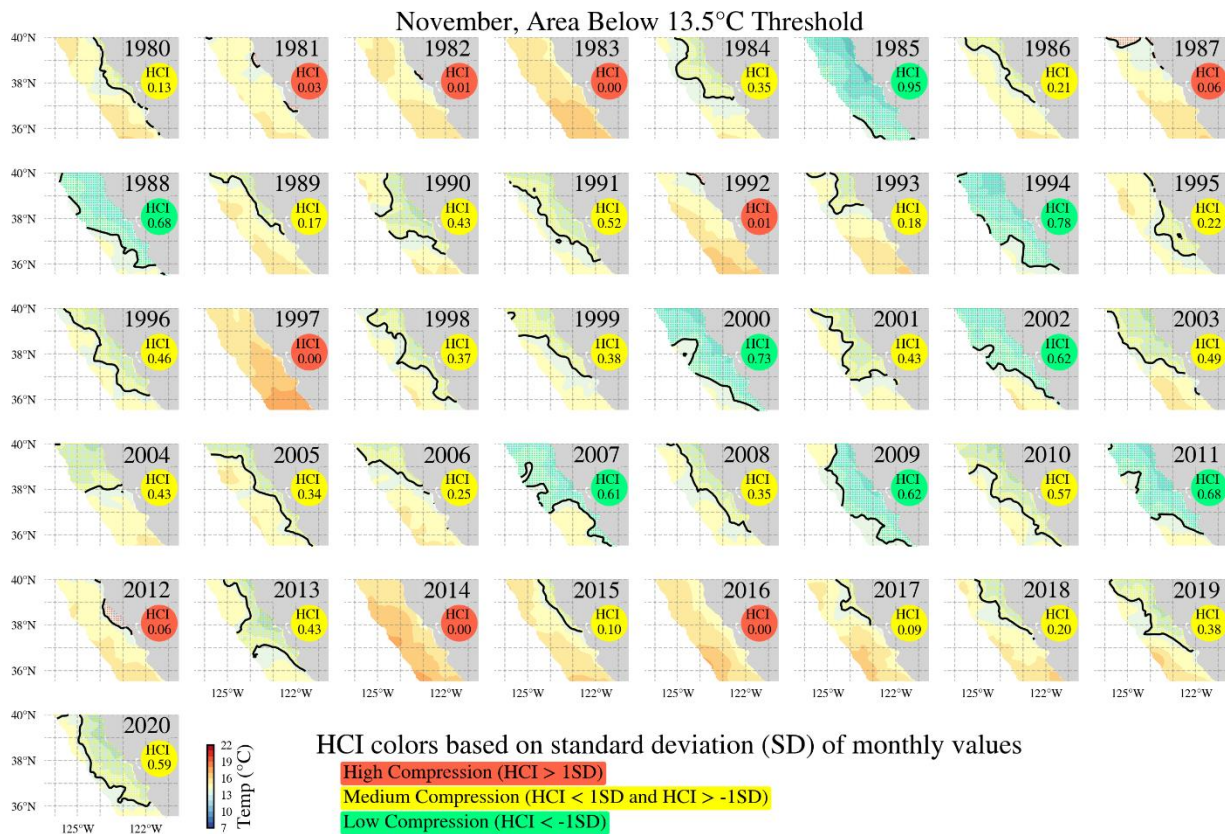 November, Area Below 13.5°C Threshold
40°N
38°N
36°N
1980
HCI
0.13
1981
HCI
0.03
1982
HCI
0.01
1983
HCI
0.00
1984
HCI
0.35
1985
HCI
0.95
1986
HCI
0.21
1987
HCI
0.06
40°N
38°N
36°N
1988
HCI
0.68
1989
HCI
0.17
1990
HCI
0.43
1991
HCI
0.52
1992
HCI
0.01
1993
HCI
0.18
1994
HCI
0.78
1995
HCI
0.22
40°N
38°N
36°N
1996
HCI
0.46
1997
HCI
0.00
1998
HCI
0.37
1999
HCI
0.38
2000
HCI
0.73
2001
HCI
0.43
2002
HCI
0.62
2003
HCI
0.49
40°N
38°N
36°N
2004
HCI
0.43
2005
HCI
0.34
2006
HCI
0.25
2007
HCI
0.61
2008
HCI
0.35
2009
HCI
0.62
2010
HCI
0.57
2011
HCI
0.68
40°N
38°N
36°N
2012
HCI
0.06
2013
HCI
0.43
2014
HCI
0.00
2015
HCI
0.10
2016
HCI
0.00
2017
HCI
0.09
2018
HCI
0.20
2019
HCI
0.38
125°W 122°W
125°W 122°W
125°W 122°W
125°W 122°W
125°W 122°W
125°W 122°W
125°W 122°W
40°N
38°N
36°N
2020
HCI
0.59
125°W 122°W
22
19
16
13
10
7
Temp (°C)
HCI colors based on standard deviation (SD) of monthly values
High Compression (HCI > 1SD)
Medium Compression (HCI < 1SD and HCI > -1SD)
Low Compression (HCI < -1SD)